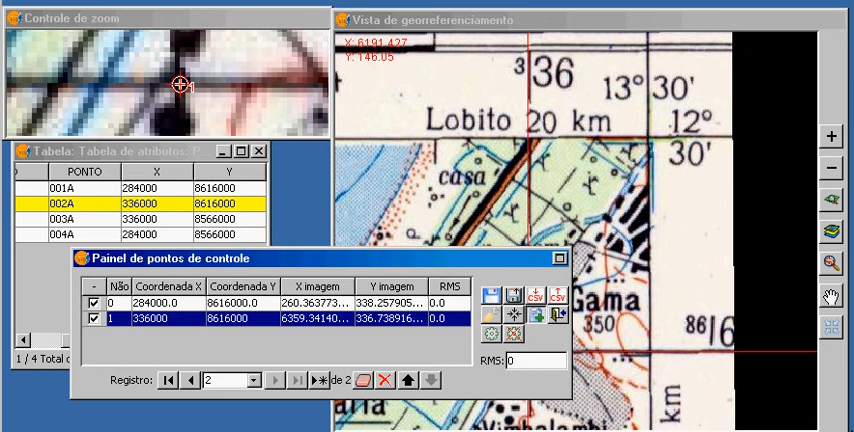 Controle de zoom
1
Vista de georreferenciamento
X: 6191.427
Y: 146.05
³36
13° 30'
Lobito 20 km
12°
30'
casa
Gama
350
8616
km
Tabela: Tabela de atributos: P...
PONTO X Y
001A 284000 8616000
002A 336000 8616000
003A 336000 8566000
004A 284000 8566000
1 / 4 Total
Painel de pontos de controle
- Não Coordenada X Coordenada Y X imagem Y imagem RMS
0 284000.0 8616000.0 260.363773... 338.257905... 0.0
1 336000 8616000 6359.34140... 336.738916... 0.0
CSV CSV
RMS: 0
Registro: 2 de 2